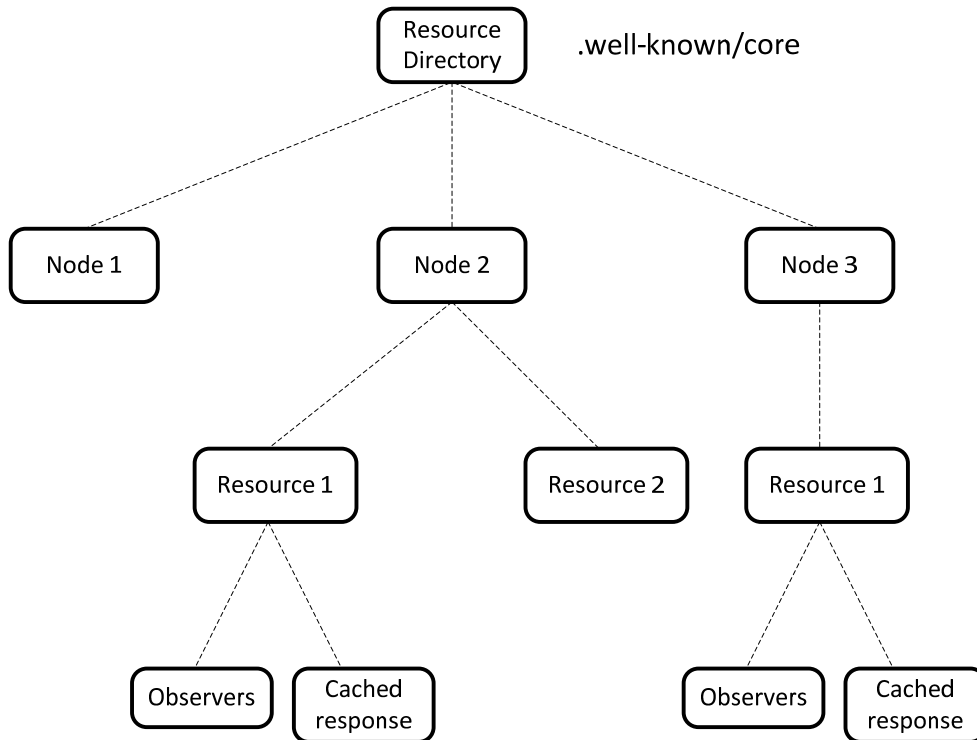 Resource
Directory
.well-known/core
Node 1
Node 2
Node 3
Resource 1
Resource 2
Resource 1
Observers
Cached
response
Observers
Cached
response